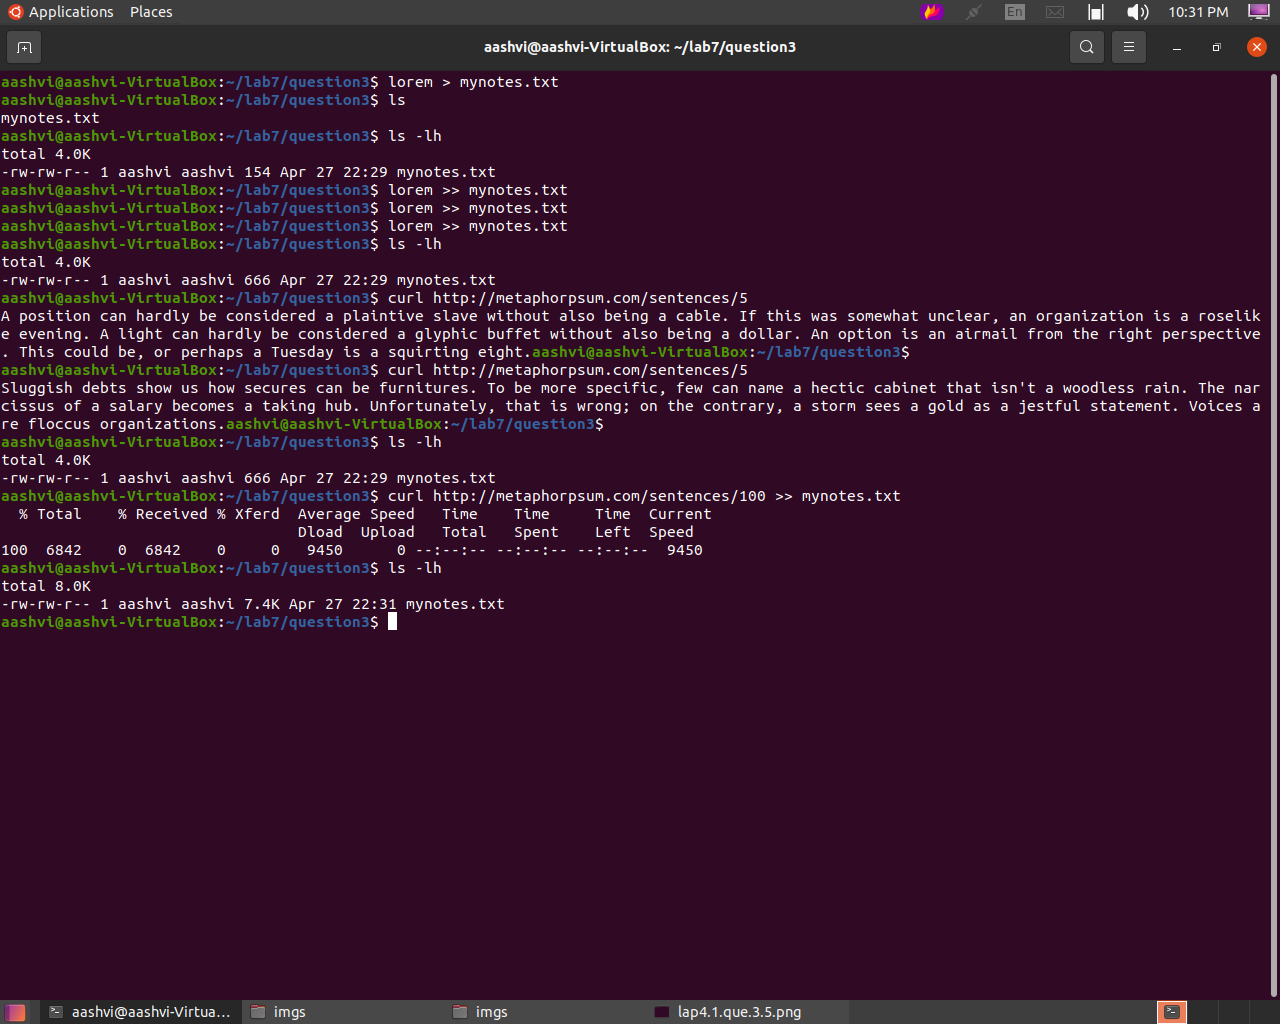 Applications Places En 10:31 PM
aashvi@aashvi-VirtualBox: ~/lab7/question3
aashvi@aashvi-VirtualBox:~/lab7/question3$ lorem > mynotes.txt
aashvi@aashvi-VirtualBox:~/lab7/question3$ ls
mynotes.txt
aashvi@aashvi-VirtualBox:~/lab7/question3$ ls -lh
total 4.0K
-rw-rw-r-- 1 aashvi aashvi 154 Apr 27 22:29 mynotes.txt
aashvi@aashvi-VirtualBox:~/lab7/question3$ lorem >> mynotes.txt
aashvi@aashvi-VirtualBox:~/lab7/question3$ lorem >> mynotes.txt
aashvi@aashvi-VirtualBox:~/lab7/question3$ lorem >> mynotes.txt
aashvi@aashvi-VirtualBox:~/lab7/question3$ ls -lh
total 4.0K
-rw-rw-r-- 1 aashvi aashvi 666 Apr 27 22:29 mynotes.txt
aashvi@aashvi-VirtualBox:~/lab7/question3$ curl http://metaphorpsum.com/sentences/5
A position can hardly be considered a plaintive slave without also being a cable. If this was somewhat unclear, an organization is a roselik
e evening. A light can hardly be considered a glyphic buffet without also being a dollar. An option is an airmail from the right perspective
. This could be, or perhaps a Tuesday is a squirting eight.aashvi@aashvi-VirtualBox:~/lab7/question3$
aashvi@aashvi-VirtualBox:~/lab7/question3$ curl http://metaphorpsum.com/sentences/5
Sluggish debts show us how secures can be furnitures. To be more specific, few can name a hectic cabinet that isn't a woodless rain. The nar
cissus of a salary becomes a taking hub. Unfortunately, that is wrong; on the contrary, a storm sees a gold as a jestful statement. Voices a
re floccus organizations.aashvi@aashvi-VirtualBox:~/lab7/question3$
aashvi@aashvi-VirtualBox:~/lab7/question3$ ls -lh
total 4.0K
-rw-rw-r-- 1 aashvi aashvi 666 Apr 27 22:29 mynotes.txt
aashvi@aashvi-VirtualBox:~/lab7/question3$ curl http://metaphorpsum.com/sentences/100 >> mynotes.txt
  % Total    % Received % Xferd  Average Speed   Time    Time     Time  Current
                                 Dload  Upload   Total   Spent    Left  Speed
100  6842    0  6842    0     0   9450      0 --:--:-- --:--:-- --:--:--  9450
aashvi@aashvi-VirtualBox:~/lab7/question3$ ls -lh
total 8.0K
-rw-rw-r-- 1 aashvi aashvi 7.4K Apr 27 22:31 mynotes.txt
aashvi@aashvi-VirtualBox:~/lab7/question3$
aashvi@aashvi-Virtua... imgs imgs lap4.1.que.3.5.png